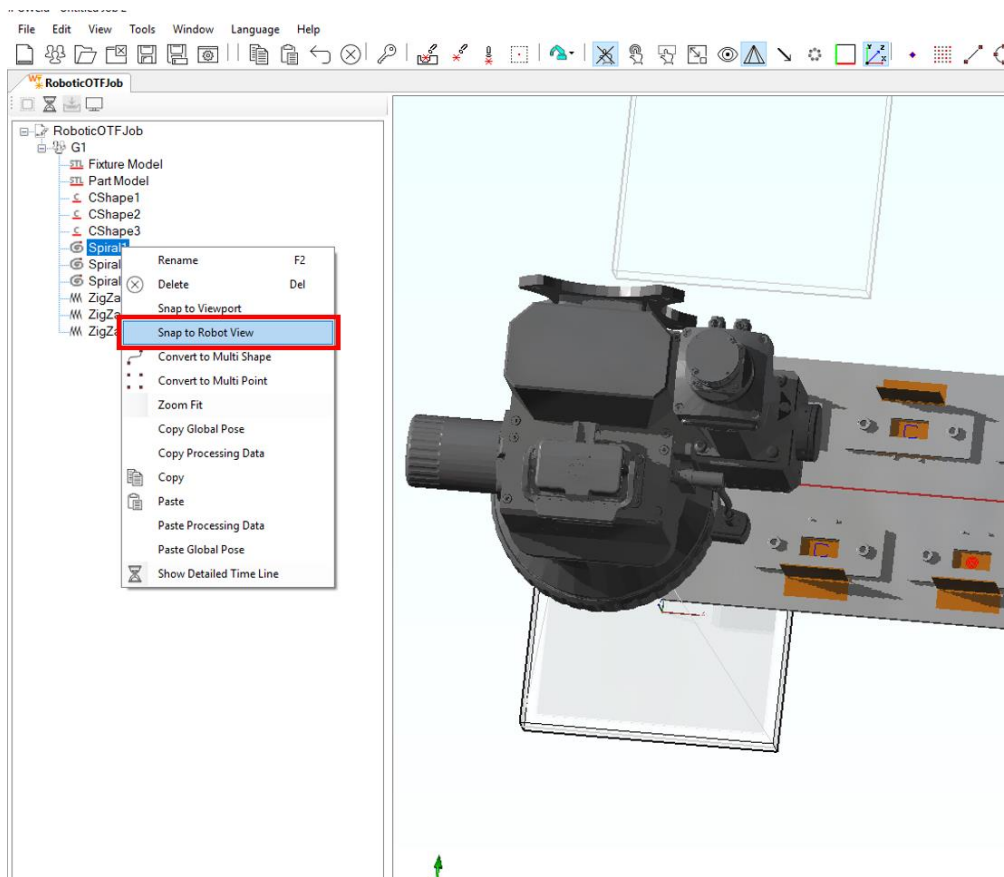 File Edit View Tools Window Language Help
RoboticOTFJob
RoboticOTFJob
G1
STL Fixture Model
STL Part Model
C CShape1
C CShape2
C CShape3
Spiral1
Spiral
Spiral
ZigZa
ZigZa
ZigZa
Rename F2
Delete Del
Snap to Viewport
Snap to Robot View
Convert to Multi Shape
Convert to Multi Point
Zoom Fit
Copy Global Pose
Copy Processing Data
Copy
Paste
Paste Processing Data
Paste Global Pose
Show Detailed Time Line